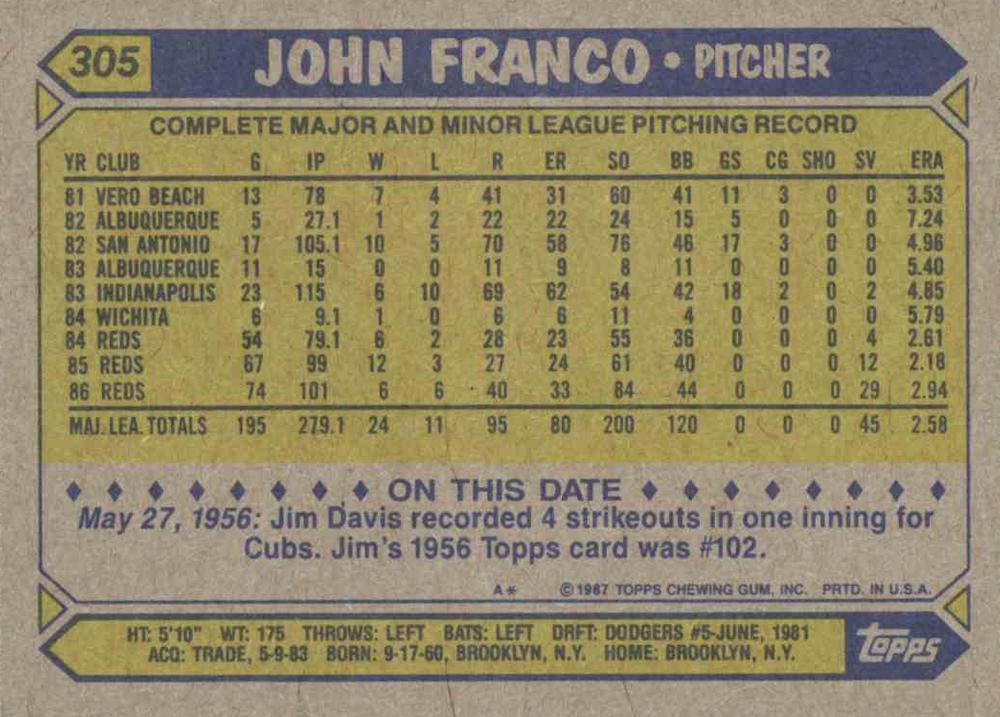 305 JOHN FRANCO • PITCHER
COMPLETE MAJOR AND MINOR LEAGUE PITCHING RECORD
YR CLUB G IP W L R ER SO BB GS CG SHO SV ERA
81 VERO BEACH 13 78 7 4 41 31 60 41 11 3 0 0 3.53
82 ALBUQUERQUE 5 27.1 1 2 22 22 24 15 5 0 0 0 7.24
82 SAN ANTONIO 17 105.1 10 5 70 58 76 46 17 3 0 0 4.96
83 ALBUQUERQUE 11 15 0 0 11 9 8 11 0 0 0 0 5.40
83 INDIANAPOLIS 23 115 6 10 69 62 54 42 18 2 0 2 4.85
84 WICHITA 6 9.1 1 0 6 6 11 4 0 0 0 0 5.79
84 REDS 54 79.1 6 2 28 23 55 36 0 0 0 4 2.61
85 REDS 67 99 12 3 27 24 61 40 0 0 0 12 2.18
86 REDS 74 101 6 6 40 33 84 44 0 0 0 29 2.94
MAJ. LEA. TOTALS 195 279.1 24 11 95 80 200 120 0 0 0 45 2.58
♦ ♦ ♦ ♦ ♦ ♦ ♦ ♦ ON THIS DATE ♦ ♦ ♦ ♦ ♦ ♦ ♦ ♦
May 27, 1956: Jim Davis recorded 4 strikeouts in one inning for
Cubs. Jim's 1956 Topps card was #102.
A* © 1987 TOPPS CHEWING GUM, INC. PRTD. IN U.S.A.
HT: 5'10" WT: 175 THROWS: LEFT BATS: LEFT DRFT: DODGERS #5-JUNE, 1981
ACQ: TRADE, 5-9-83 BORN: 9-17-60, BROOKLYN, N.Y. HOME: BROOKLYN, N.Y.
topps